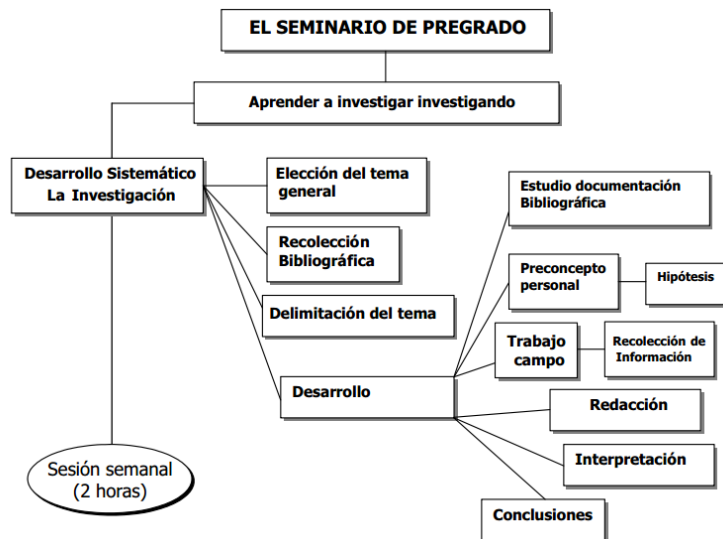 EL SEMINARIO DE PREGRADO
Aprender a investigar investigando
Desarrollo Sistemático
La Investigación
Elección del tema
general
Recolección
Bibliográfica
Delimitación del tema
Desarrollo
Estudio documentación
Bibliográfica
Preconcepto
personal
Hipótesis
Trabajo
campo
Recolección de
Información
Redacción
Interpretación
Conclusiones
Sesión semanal
(2 horas)